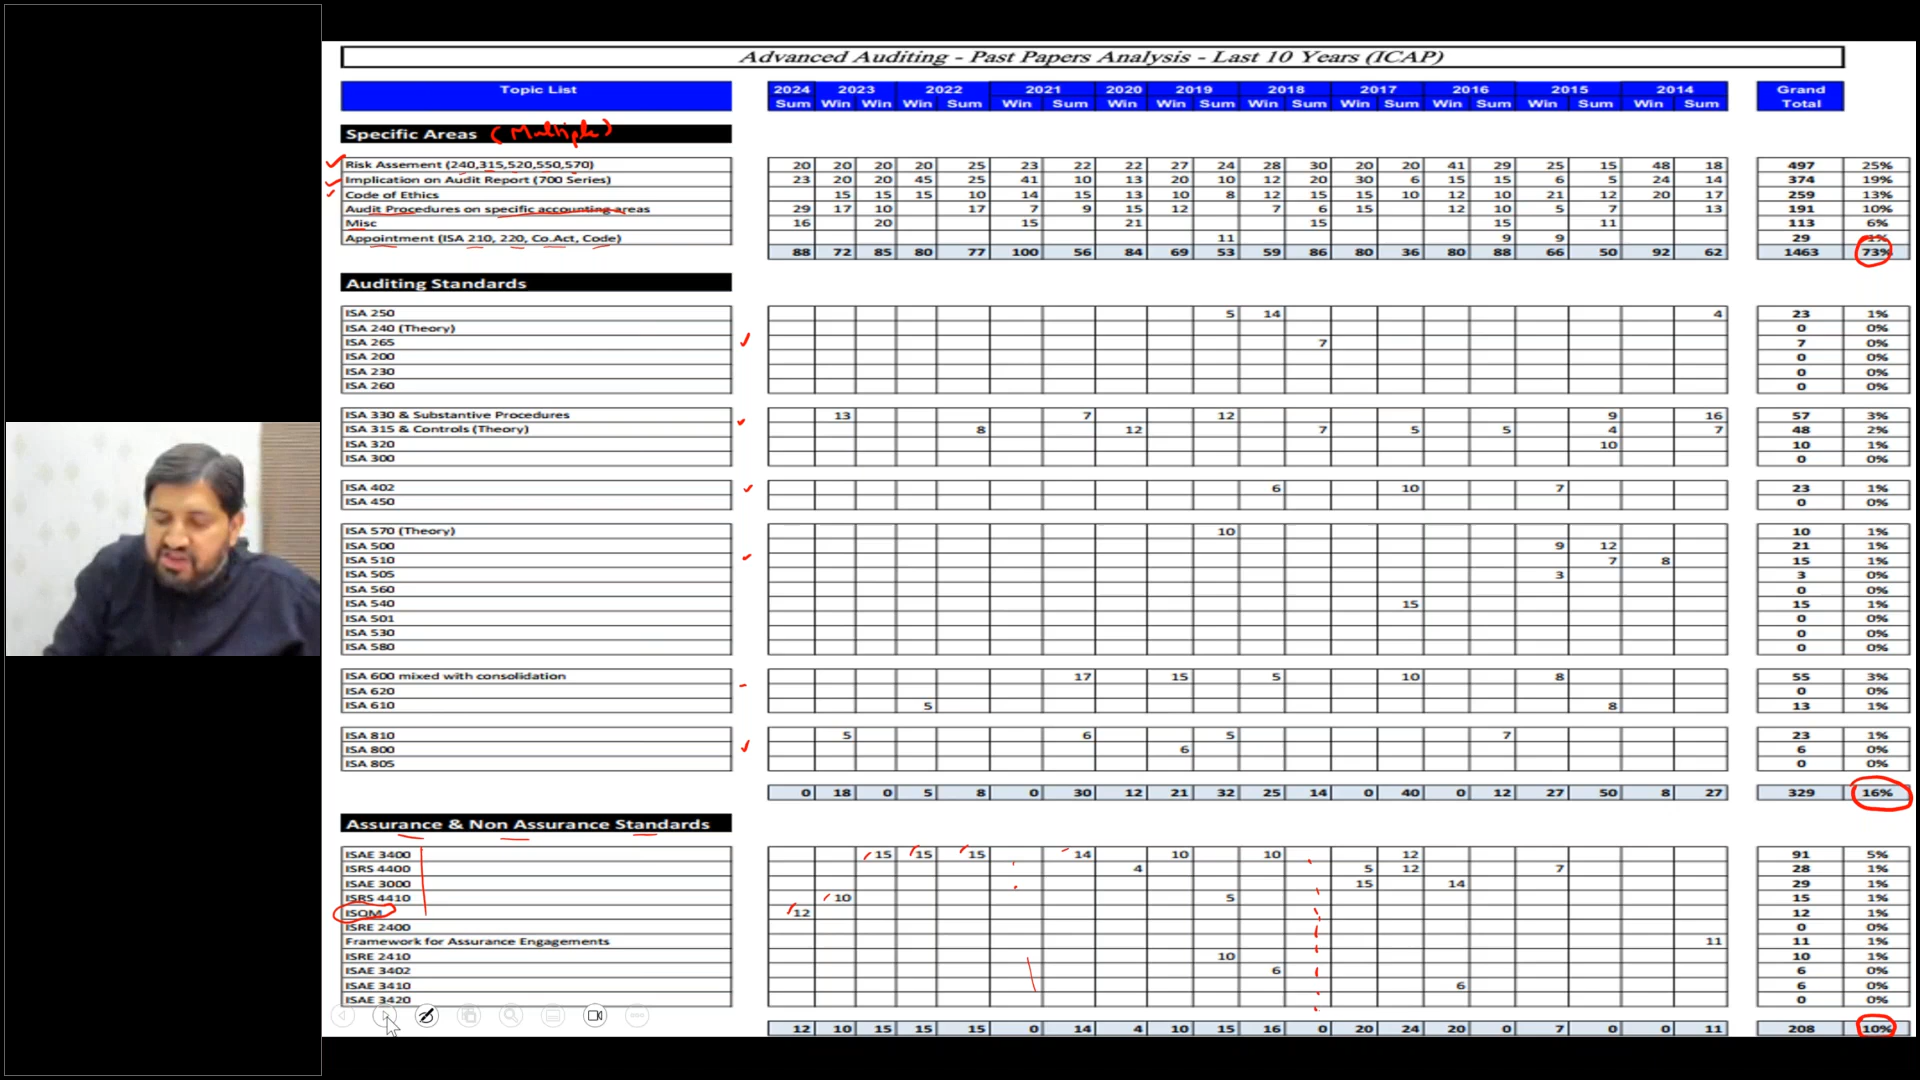 Advanced Auditing - Past Papers Analysis - Last 10 Years (ICAP)
Topic List 2024 2023 2022 2021 2020 2019 2018 2017 2016 2015 2014 Grand Total
Sum Win Win Win Sum Win Sum Win Win Sum Win Sum Win Sum Win Sum Win Sum Win Sum
Specific Areas (Multiple)
Risk Assement (240,315,520,550,570) 20 20 20 20 25 23 22 22 27 24 28 30 20 20 41 29 25 15 48 18 497 25%
Implication on Audit Report (700 Series) 23 20 20 45 25 41 10 13 20 10 12 20 30 6 15 15 6 5 24 14 374 19%
Code of Ethics 15 15 15 10 14 15 13 10 8 12 15 15 10 12 10 21 12 20 17 259 13%
Audit Procedures on specific accounting areas 29 17 10 17 7 9 15 12 7 6 15 12 10 5 7 13 191 10%
Misc 16 20 15 21 15 15 11 113 6%
Appointment (ISA 210, 220, Co.Act, Code) 11 9 9 29 1%
88 72 85 80 77 100 56 84 69 53 59 86 80 36 80 88 66 50 92 62 1463 73%
Auditing Standards
ISA 250 5 14 4 23 1%
ISA 240 (Theory) 0 0%
ISA 265 7 7 0%
ISA 200 0 0%
ISA 230 0 0%
ISA 260 0 0%
ISA 330 & Substantive Procedures 13 7 12 9 16 57 3%
ISA 315 & Controls (Theory) 8 12 7 5 5 4 7 48 2%
ISA 320 10 10 1%
ISA 300 0 0%
ISA 402 6 10 7 23 1%
ISA 450 0 0%
ISA 570 (Theory) 10 10 1%
ISA 500 9 12 21 1%
ISA 510 7 8 15 1%
ISA 505 3 3 0%
ISA 560 0 0%
ISA 540 15 15 1%
ISA 501 0 0%
ISA 530 0 0%
ISA 580 0 0%
ISA 600 mixed with consolidation 17 15 5 10 8 55 3%
ISA 620 0 0%
ISA 610 5 8 13 1%
ISA 810 5 6 5 7 23 1%
ISA 800 6 6 0%
ISA 805 0 0%
0 18 0 5 8 0 30 12 21 32 25 14 0 40 0 12 27 50 8 27 329 16%
Assurance & Non Assurance Standards
ISAE 3400 15 15 15 14 10 10 12 91 5%
ISRS 4400 4 5 12 7 28 1%
ISAE 3000 15 14 29 1%
ISRS 4410 10 5 15 1%
ISQM 12 12 1%
ISRE 2400 0 0%
Framework for Assurance Engagements 11 11 1%
ISRE 2410 10 10 1%
ISAE 3402 6 6 0%
ISAE 3410 6 6 0%
ISAE 3420 0 0%
12 10 15 15 15 0 14 4 10 15 16 0 20 24 20 0 7 0 0 11 208 10%